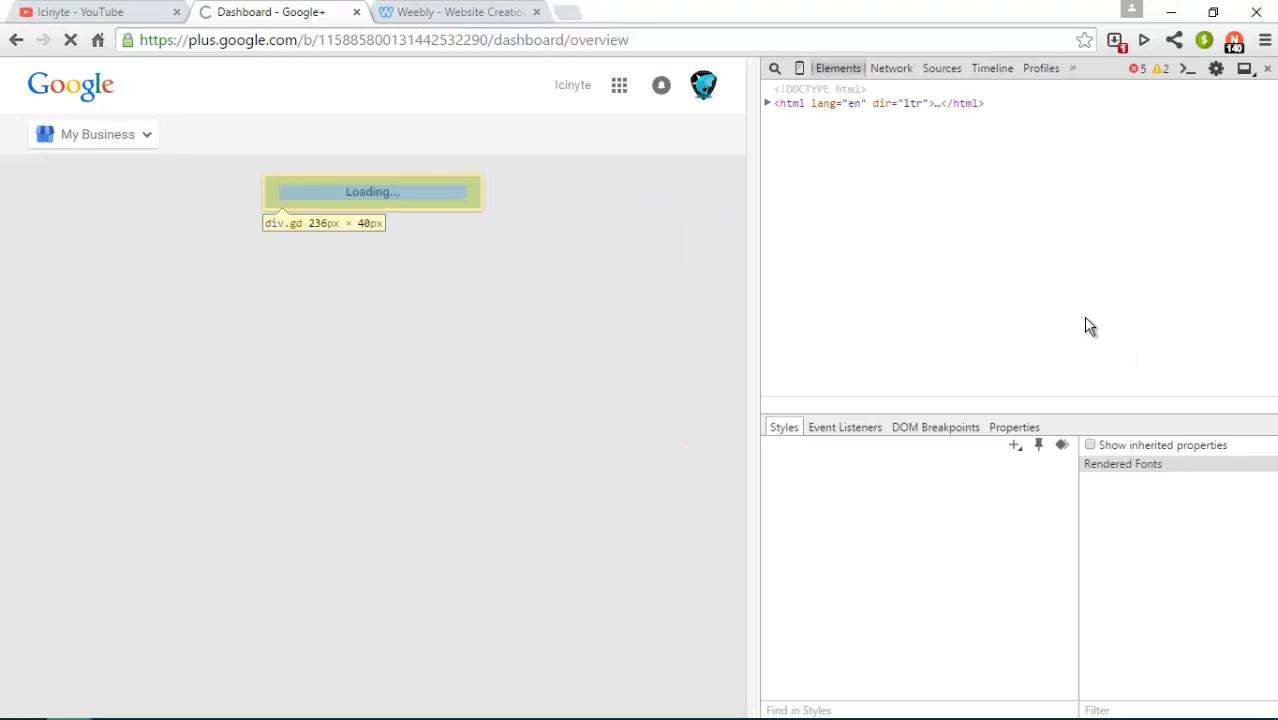 Icinyte - YouTube
Dashboard - Google+
Weebly - Website Creatio
https://plus.google.com/b/115885800131442532290/dashboard/overview
1
$
N
140
Google
Icinyte
My Business
Loading...
div.gd 236px × 40px
Elements Network Sources Timeline Profiles » 5 2
<!DOCTYPE html>
<html lang="en" dir="ltr">…</html>
Styles Event Listeners DOM Breakpoints Properties
Show inherited properties
Rendered Fonts
Find in Styles
Filter